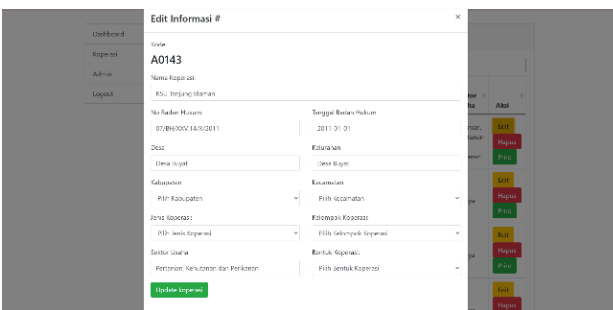 Edit Informasi #
×
Dashboard
Koperasi
Admin
Logout
Kode:
A0143
Nama Koperasi:
KSU Tanjung Idaman
No Badan Hukum:
Tanggal Badan Hukum
07/BH/XXV.14/X/2011
2011-01-01
Desa
Kelurahan
Desa Buyat
Desa Buyat
Kabupaten
Kecamatan
Pilih Kabupaten
Pilih Kecamatan
Jenis Koperasi:
Kelompok Koperasi:
Pilih Jenis Koperasi
Pilih Kelompok Koperasi
Sektor Usaha
Bentuk Koperasi:
Pertanian, Kehutanan dan Perikanan
Pilih Bentuk Koperasi
Update koperasi
Aksi
Edit
Hapus
Print
Edit
Hapus
Print
Edit
Hapus
Print
Edit
Hapus